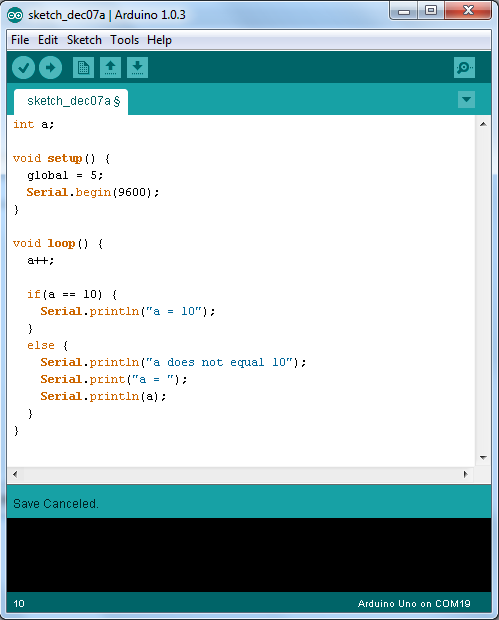 sketch_dec07a | Arduino 1.0.3
File Edit Sketch Tools Help
sketch_dec07a §
int a;
void setup() {
global = 5;
Serial.begin(9600);
}
void loop() {
a++;
if(a == 10) {
Serial.println("a = 10");
}
else {
Serial.println("a does not equal 10");
Serial.print("a = ");
Serial.println(a);
}
}
Save Canceled.
10 Arduino Uno on COM19